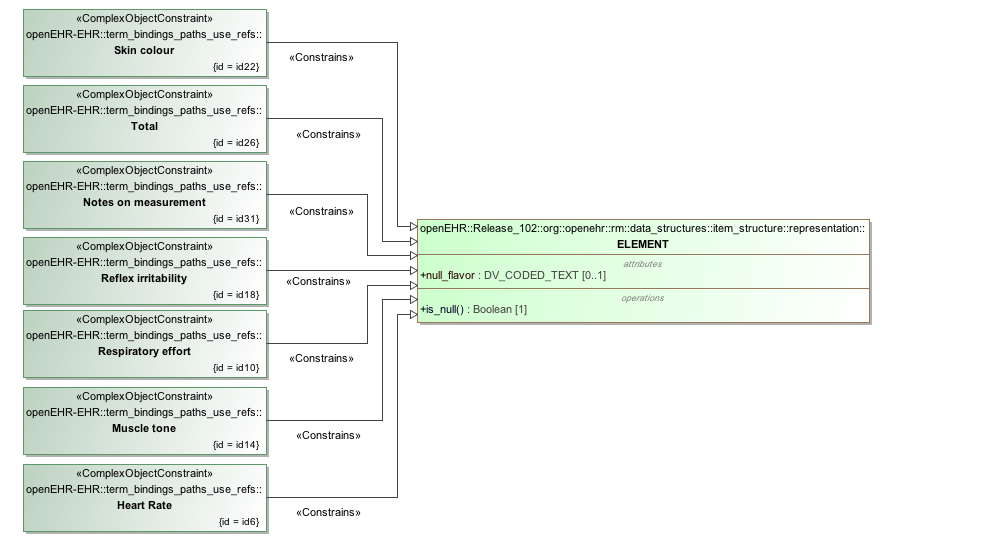 «ComplexObjectConstraint»
openEHR-EHR::term_bindings_paths_use_refs::
Skin colour
{id = id22}
«Constrains»
«ComplexObjectConstraint»
openEHR-EHR::term_bindings_paths_use_refs::
Total
{id = id26}
«Constrains»
«ComplexObjectConstraint»
openEHR-EHR::term_bindings_paths_use_refs::
Notes on measurement
{id = id31}
«Constrains»
«ComplexObjectConstraint»
openEHR-EHR::term_bindings_paths_use_refs::
Reflex irritability
{id = id18}
«Constrains»
«ComplexObjectConstraint»
openEHR-EHR::term_bindings_paths_use_refs::
Respiratory effort
{id = id10}
«Constrains»
«ComplexObjectConstraint»
openEHR-EHR::term_bindings_paths_use_refs::
Muscle tone
{id = id14}
«Constrains»
«ComplexObjectConstraint»
openEHR-EHR::term_bindings_paths_use_refs::
Heart Rate
{id = id6}
«Constrains»
openEHR::Release_102::org::openehr::rm::data_structures::item_structure::representation::
ELEMENT
attributes
+null_flavor : DV_CODED_TEXT [0..1]
operations
+is_null() : Boolean [1]